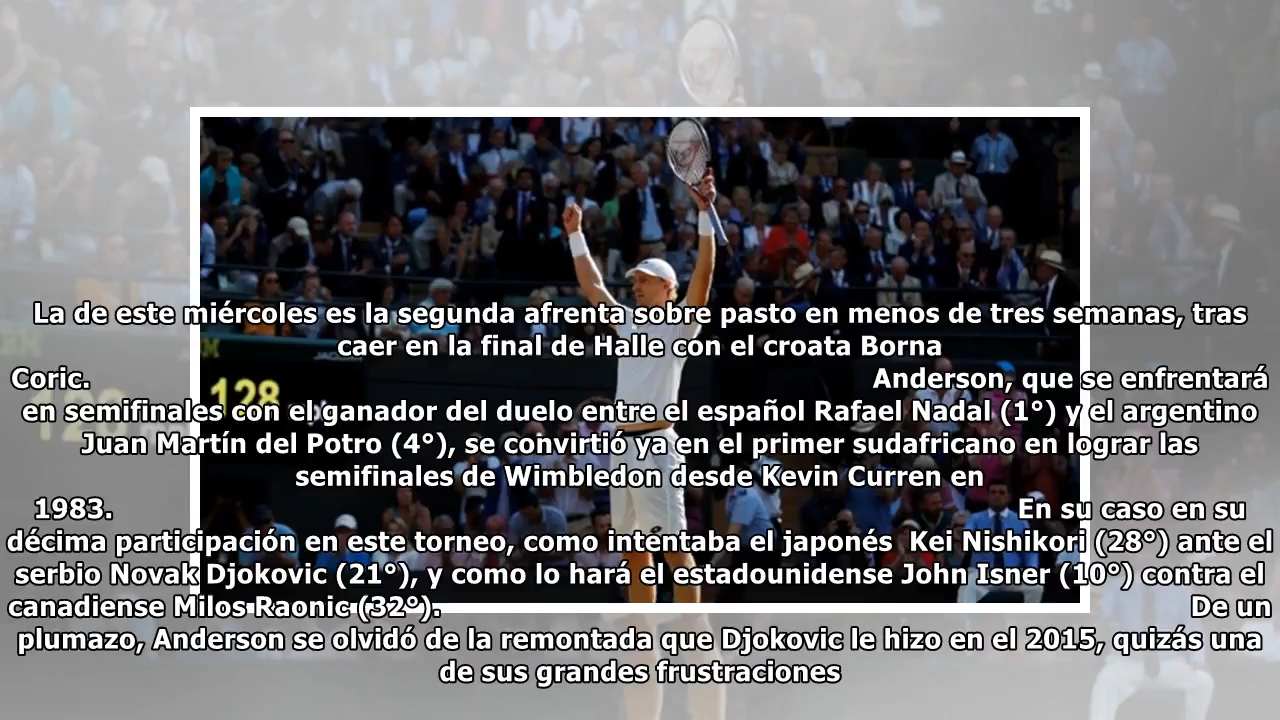 La de este miércoles es la segunda afrenta sobre pasto en menos de tres semanas, tras
caer en la final de Halle con el croata Borna
Coric. Anderson, que se enfrentará
en semifinales con el ganador del duelo entre el español Rafael Nadal (1°) y el argentino
Juan Martín del Potro (4°), se convirtió ya en el primer sudafricano en lograr las
semifinales de Wimbledon desde Kevin Curren en
1983. En su caso en su
décima participación en este torneo, como intentaba el japonés  Kei Nishikori (28°) ante el
serbio Novak Djokovic (21°), y como lo hará el estadounidense John Isner (10°) contra el
canadiense Milos Raonic (32°). De un
plumazo, Anderson se olvidó de la remontada que Djokovic le hizo en el 2015, quizás una
de sus grandes frustraciones
128